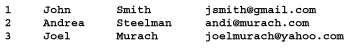 1 John Smith jsmith@gmail.com
2 Andrea Steelman andi@murach.com
3 Joel Murach joelmurach@yahoo.com